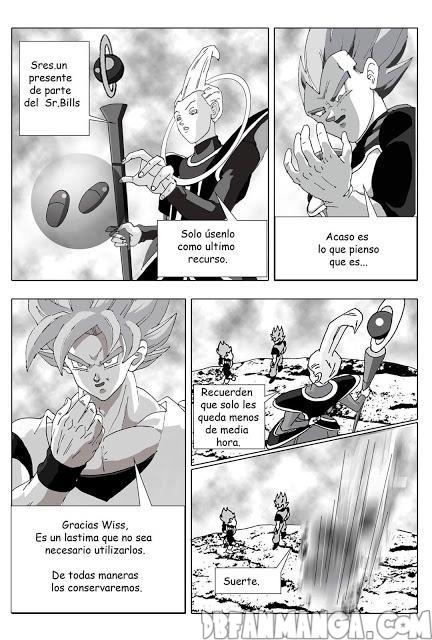 Sres.un
presente
de parte
del Sr.Bills
Solo úsenlo
como ultimo
recurso.
Acaso es
lo que pienso
que es...
Gracias Wiss,
Es un lastima que no sea
necesario utilizarlos.
De todas maneras
los conservaremos.
Recuerden
que solo les
queda menos
de media
hora.
Suerte.
DBFANMANGA.COM